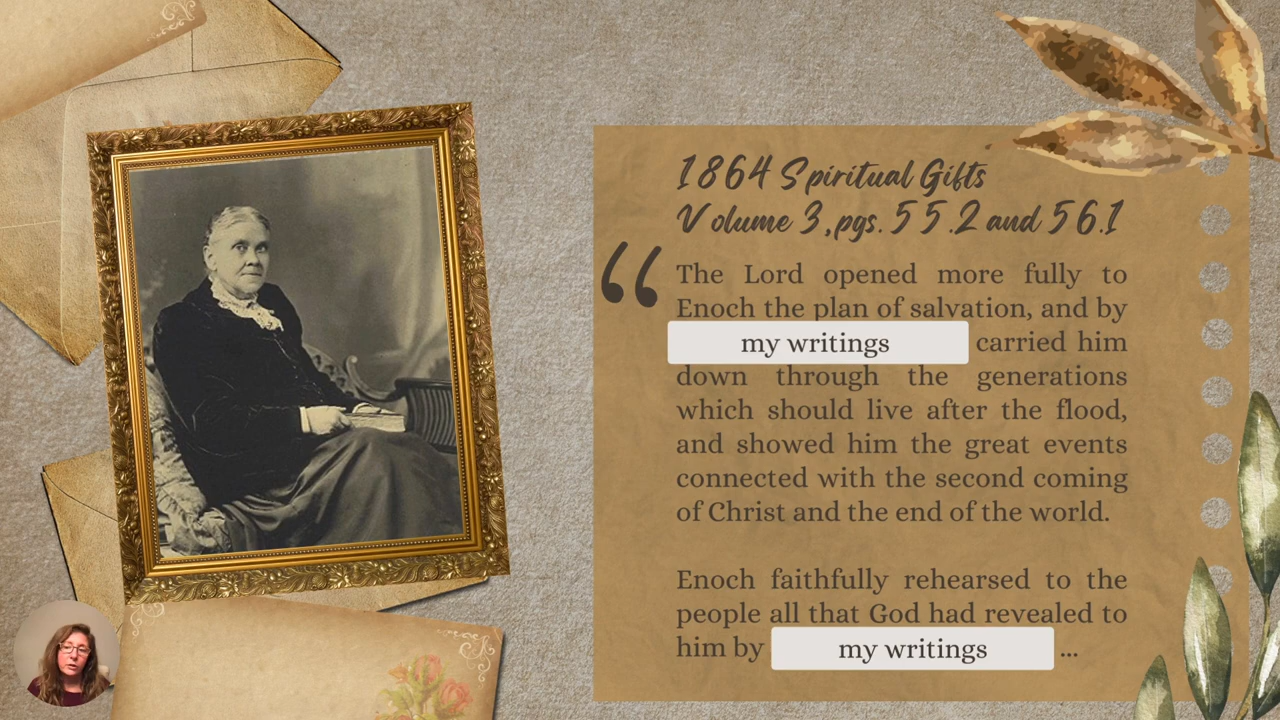 1864 Spiritual Gifts
Volume 3, pgs. 55.2 and 56.1
“
The Lord opened more fully to
Enoch the plan of salvation, and by
my writings carried him
down through the generations
which should live after the flood,
and showed him the great events
connected with the second coming
of Christ and the end of the world.
Enoch faithfully rehearsed to the
people all that God had revealed to
him by my writings ...